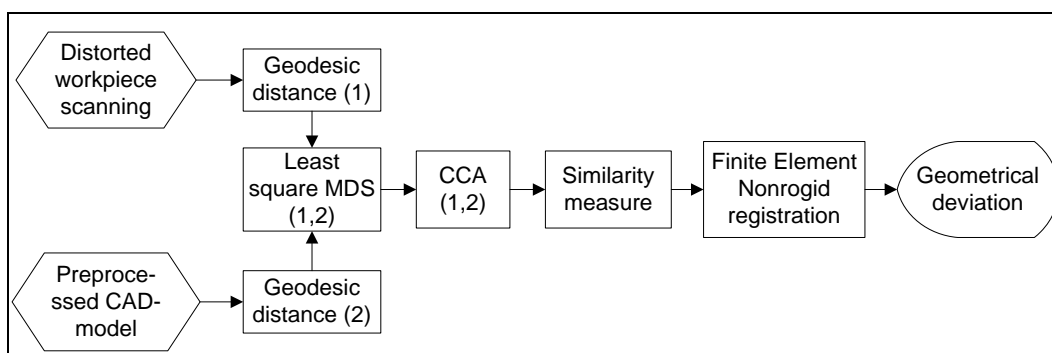 Distorted
workpiece
scanning
Geodesic
distance (1)
Least
square MDS
(1,2)
CCA
(1,2)
Similarity
measure
Finite Element
Nonrogid
registration
Geometrical
deviation
Preproce-
ssed CAD-
model
Geodesic
distance (2)